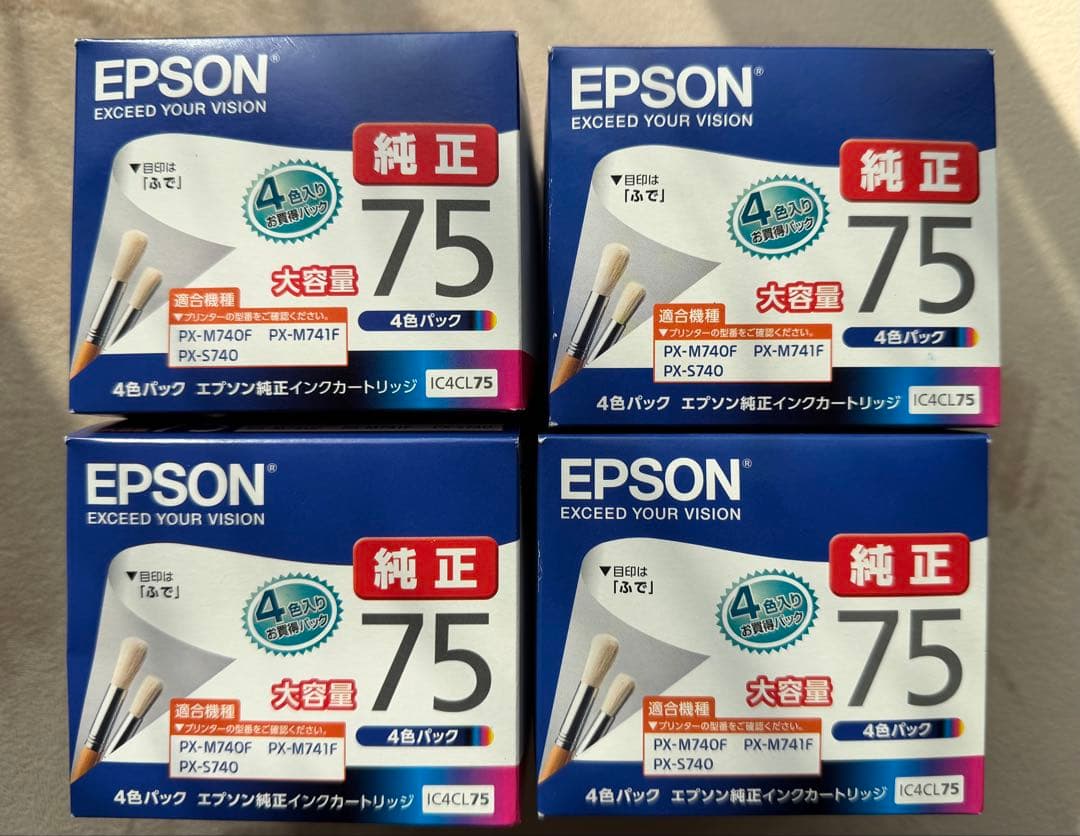 EPSON®
EXCEED YOUR VISION
純正
▼目印は
「ふで」
4色入り
お買得パック
75
大容量
適合機種
▼プリンターの型番をご確認ください。
PX-M740F PX-M741F
PX-S740
4色パック
4色パック エプソン純正インクカートリッジ IC4CL75
EPSON®
EXCEED YOUR VISION
純正
▼目印は
「ふで」
4色入り
お買得パック
75
大容量
適合機種
▼プリンターの型番をご確認ください。
PX-M740F PX-M741F
PX-S740
4色パック
4色パック エプソン純正インクカートリッジ IC4CL75
EPSON®
EXCEED YOUR VISION
純正
▼目印は
「ふで」
4色入り
お買得パック
75
大容量
適合機種
▼プリンターの型番をご確認ください。
PX-M740F PX-M741F
PX-S740
4色パック
4色パック エプソン純正インクカートリッジ IC4CL75
EPSON®
EXCEED YOUR VISION
純正
▼目印は
「ふで」
4色入り
お買得パック
75
大容量
適合機種
▼プリンターの型番をご確認ください。
PX-M740F PX-M741F
PX-S740
4色パック
4色パック エプソン純正インクカートリッジ IC4CL75